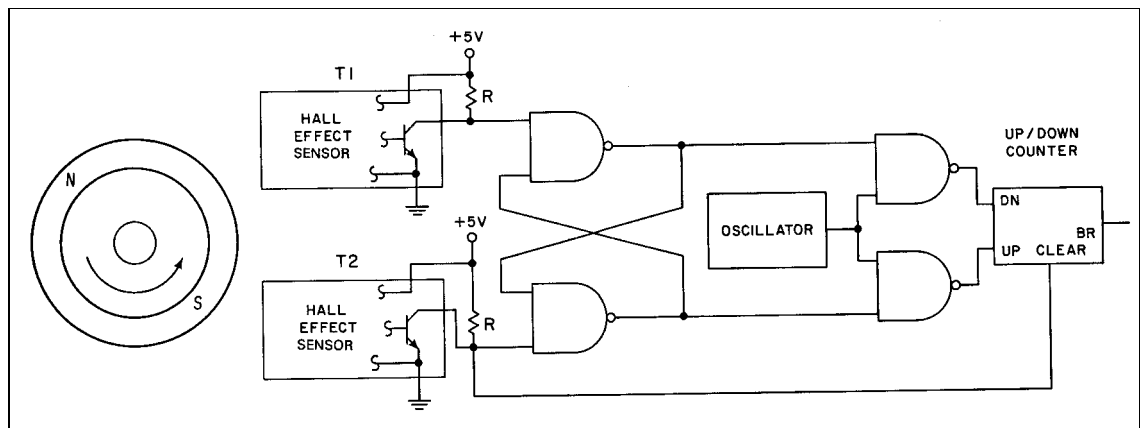 +5V
T1
R
HALL
EFFECT
SENSOR
N
S
UP/DOWN
COUNTER
DN
BR
UP CLEAR
OSCILLATOR
+5V
T2
R
HALL
EFFECT
SENSOR